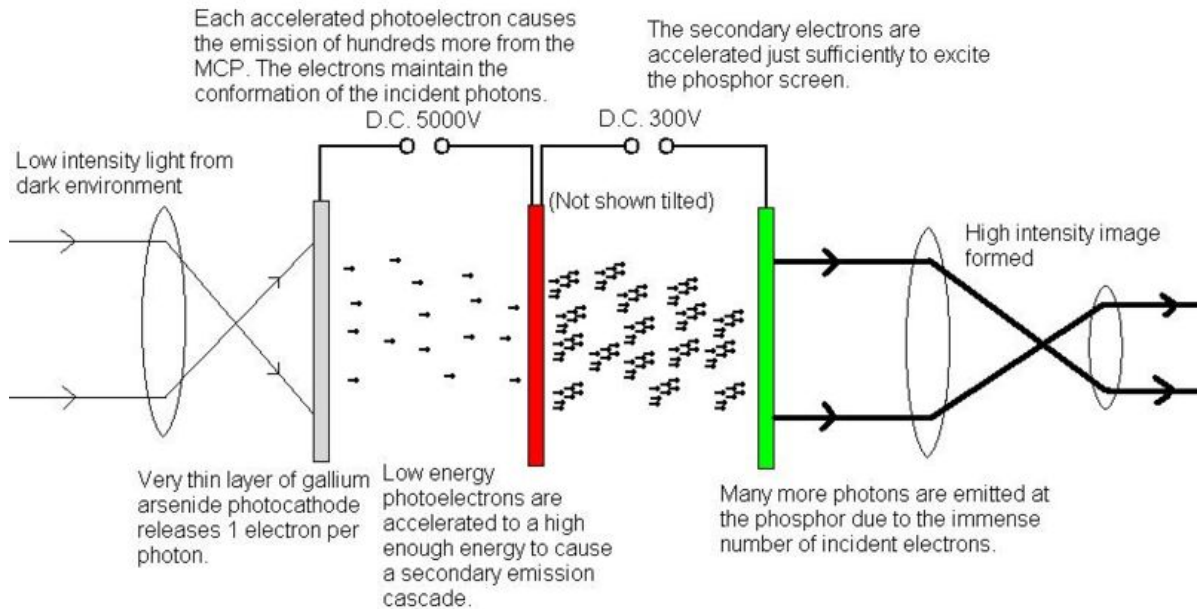 Each accelerated photoelectron causes
the emission of hundreds more from the
MCP. The electrons maintain the
conformation of the incident photons.
The secondary electrons are
accelerated just sufficiently to excite
the phosphor screen.
D.C. 5000V
D.C. 300V
Low intensity light from
dark environment
(Not shown tilted)
High intensity image
formed
Very thin layer of gallium
arsenide photocathode
releases 1 electron per
photon.
Low energy
photoelectrons are
accelerated to a high
enough energy to cause
a secondary emission
cascade.
Many more photons are emitted at
the phosphor due to the immense
number of incident electrons.